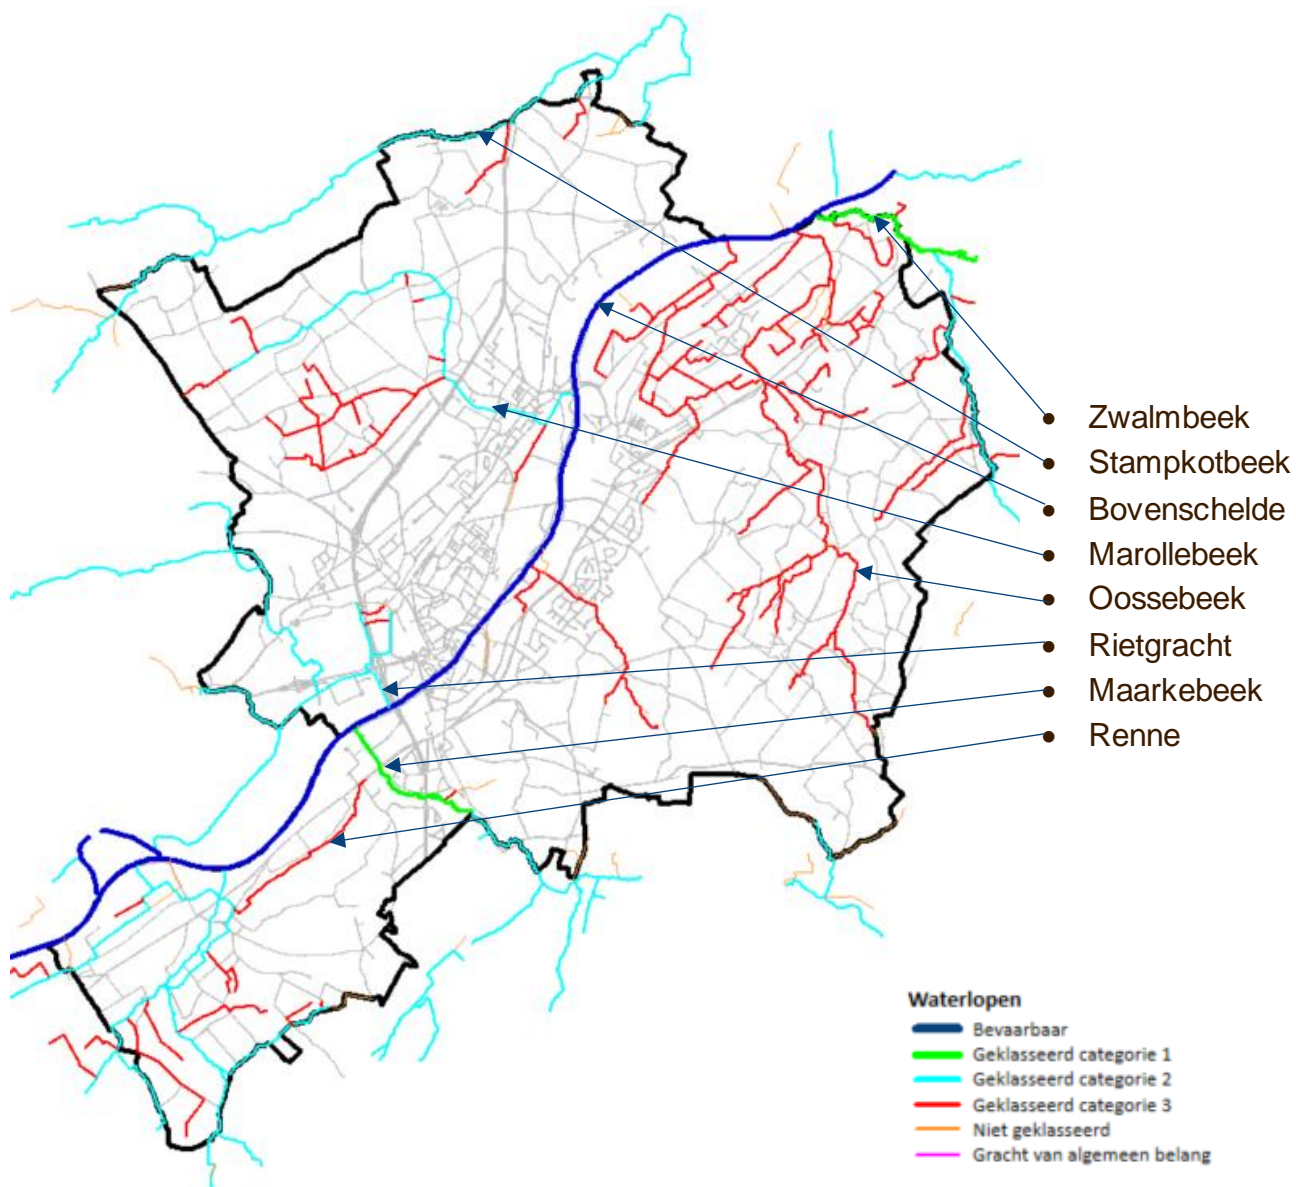 • Zwalmbeek
• Stampkotbeek
• Bovenschelde
• Marollebeek
• Oossebeek
• Rietgracht
• Maarkebeek
• Renne
Waterlopen
Bevaarbaar
Geklasseerd categorie 1
Geklasseerd categorie 2
Geklasseerd categorie 3
Niet geklasseerd
Gracht van algemeen belang